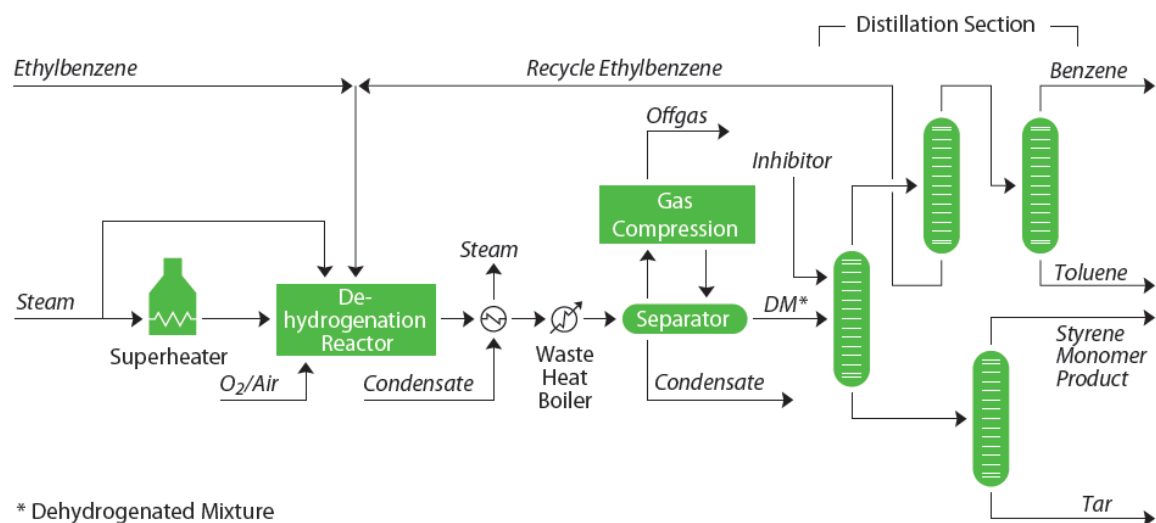 Distillation Section
Ethylbenzene
Recycle Ethylbenzene
Benzene
Offgas
Inhibitor
Gas
Compression
Steam
Steam
De-
hydrogenation
Reactor
Separator
DM*
Toluene
Styrene
Monomer
Product
Superheater
O2/Air
Condensate
Waste
Heat
Boiler
Condensate
Tar
* Dehydrogenated Mixture